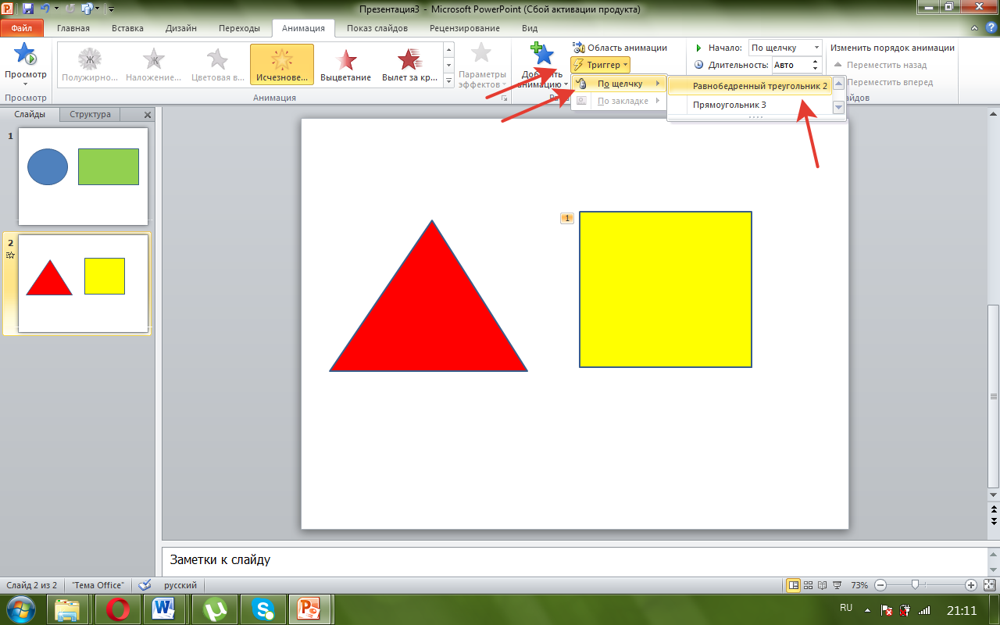 Презентация3 - Microsoft PowerPoint (Сбой активации продукта)
Файл Главная Вставка Дизайн Переходы Анимация Показ слайдов Рецензирование Вид
Просмотр
Ж Ж
Полужирно... Наложение... Цветовая в... Исчезнове... Выцветание Вылет за кр...
Параметры
эффектов
Добавить
анимацию
Область анимации
Триггер
По щелчку
По закладке
Равнобедренный треугольник 2
Прямоугольник 3
Начало: По щелчку
Длительность: Авто
Изменить порядок анимации
Переместить назад
Переместить вперед
Просмотр Анимация
Слайды Структура
1
2
1
Заметки к слайду
Слайд 2 из 2 "Тема Office" русский 73%
RU 21:11